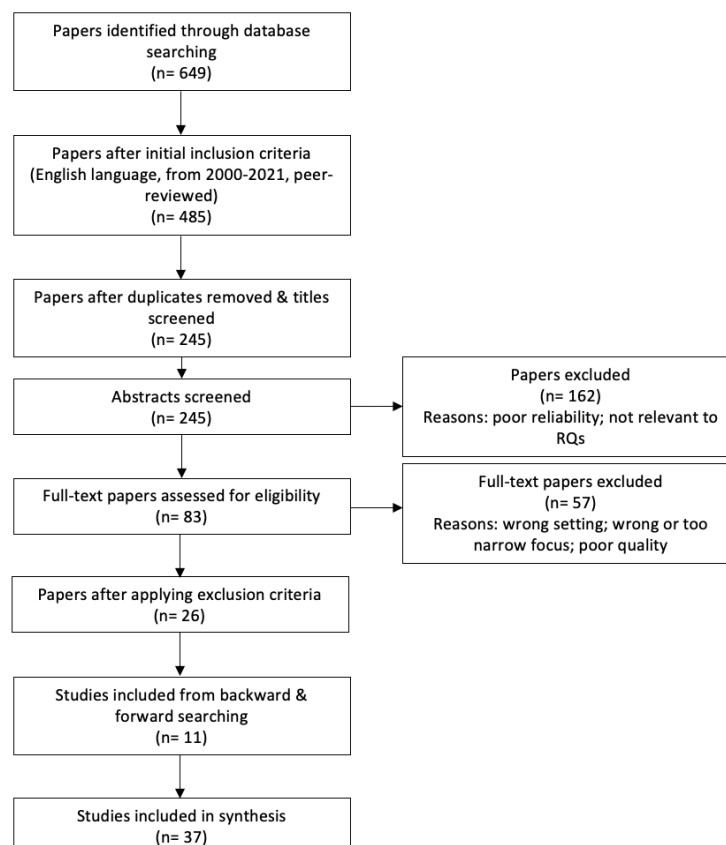 Papers identified through database
searching
(n= 649)
Papers after initial inclusion criteria
(English language, from 2000-2021, peer-
reviewed)
(n= 485)
Papers after duplicates removed & titles
screened
(n= 245)
Abstracts screened
(n= 245)
Papers excluded
(n= 162)
Reasons: poor reliability; not relevant to
RQs
Full-text papers assessed for eligibility
(n= 83)
Full-text papers excluded
(n= 57)
Reasons: wrong setting; wrong or too
narrow focus; poor quality
Papers after applying exclusion criteria
(n= 26)
Studies included from backward &
forward searching
(n= 11)
Studies included in synthesis
(n= 37)